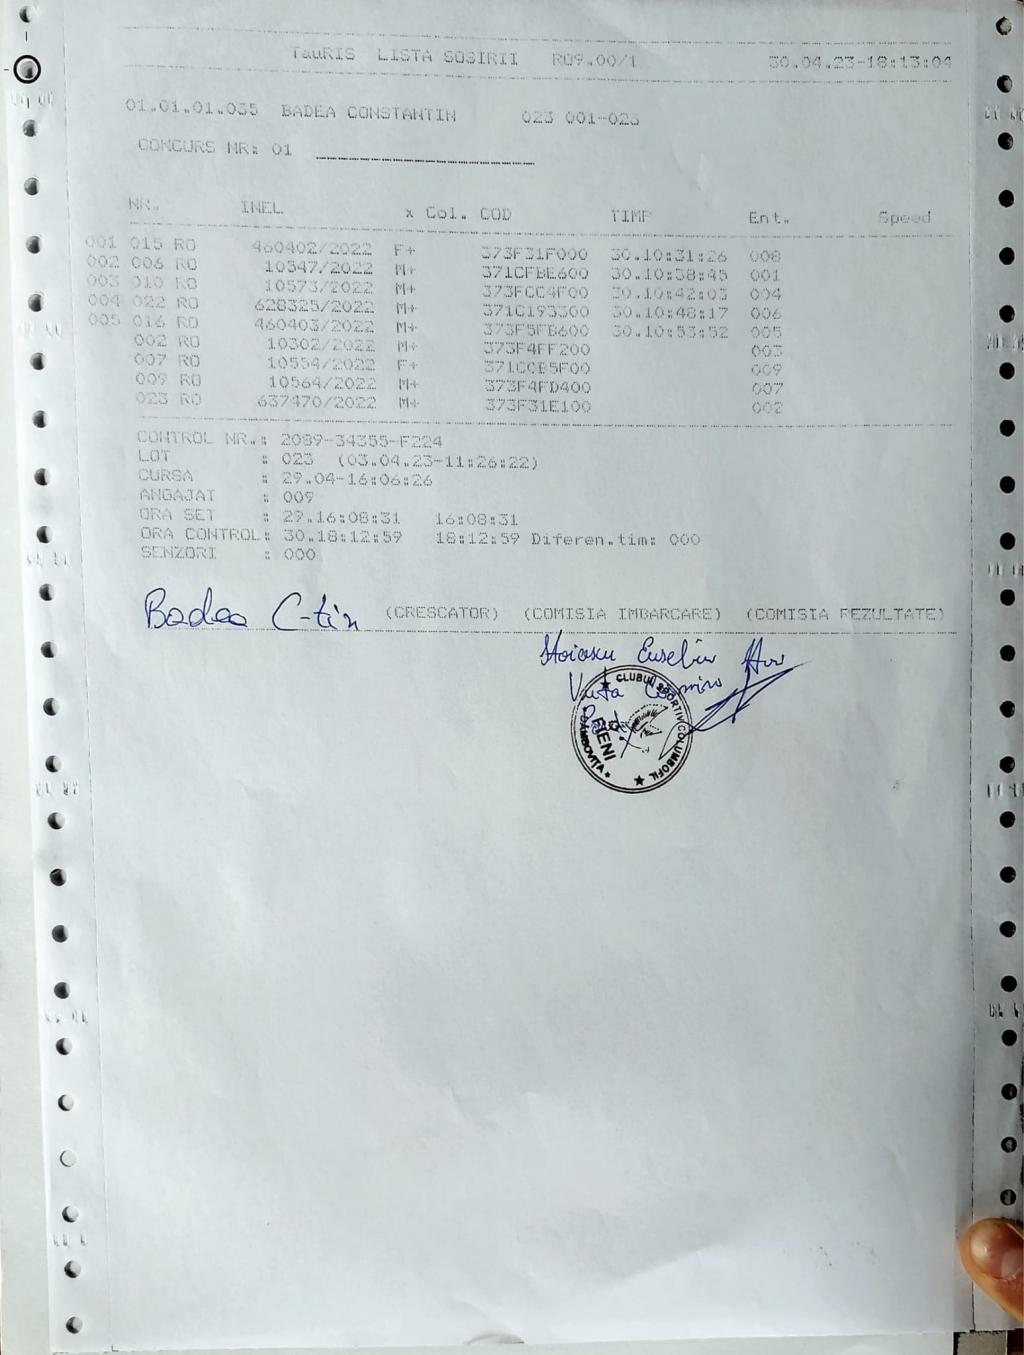 TauRIS LISTA SOSIRII R09.00/1 30.04.23-18:13:04
01.01.01.035 BADEA CONSTANTIN 023 001-023
CONCURS NR: 01
NR. INEL x Col. COD TIMP Ent. Speed
001 015 RO 460402/2022 F+ 373F31F000 30.10:31:26 008
002 006 RO 10547/2022 M+ 371CFBE600 30.10:38:45 001
003 010 RO 10573/2022 M+ 373FCC4F00 30.10:42:03 004
004 022 RO 628325/2022 M+ 371C193300 30.10:48:17 006
005 016 RO 460403/2022 M+ 373F5FB600 30.10:53:52 005
002 RO 10302/2022 M+ 373F4FF200 003
007 RO 10554/2022 F+ 371CCB5F00 009
009 RO 10564/2022 M+ 373F4FD400 007
023 RO 637470/2022 M+ 373F31E100 002
CONTROL NR.: 2089-34355-F224
LOT : 023 (03.04.23-11:26:22)
CURSA : 29.04-16:06:26
ANGAJAT : 009
ORA SET : 29.16:08:31 16:08:31
ORA CONTROL: 30.18:12:59 18:12:59 Diferen.tim: 000
SENZORI : 000
Badea C-tin (CRESCATOR) (COMISIA IMBARCARE) (COMISIA REZULTATE)
Eusebiu
CLUBUL SPORTIV COLUMBOFIL
FIENI
DAMBOVITA